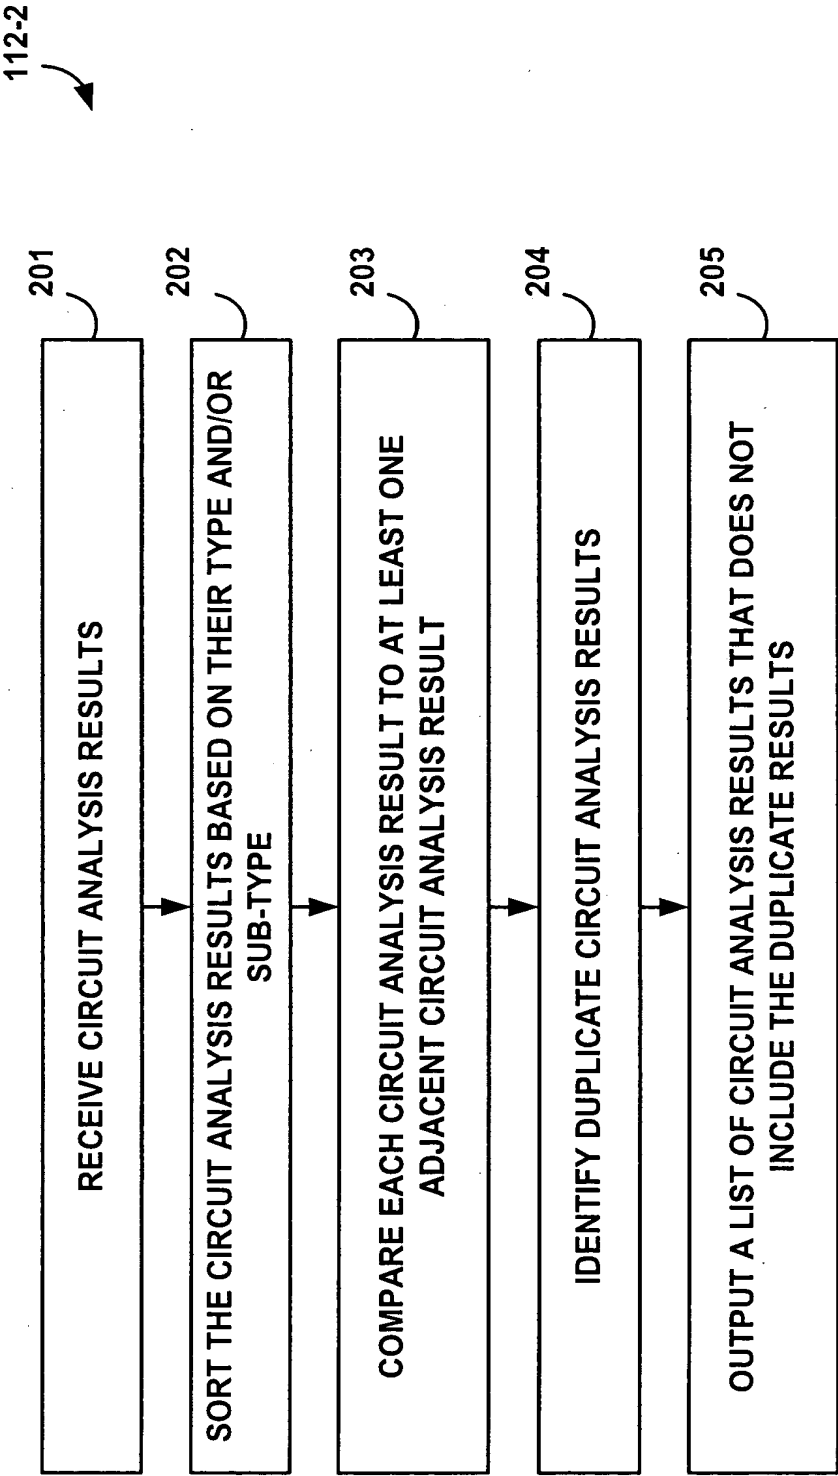 112-2
201
RECEIVE CIRCUIT ANALYSIS RESULTS
202
SORT THE CIRCUIT ANALYSIS RESULTS BASED ON THEIR TYPE AND/OR
SUB-TYPE
203
COMPARE EACH CIRCUIT ANALYSIS RESULT TO AT LEAST ONE
ADJACENT CIRCUIT ANALYSIS RESULT
204
IDENTIFY DUPLICATE CIRCUIT ANALYSIS RESULTS
205
OUTPUT A LIST OF CIRCUIT ANALYSIS RESULTS THAT DOES NOT
INCLUDE THE DUPLICATE RESULTS